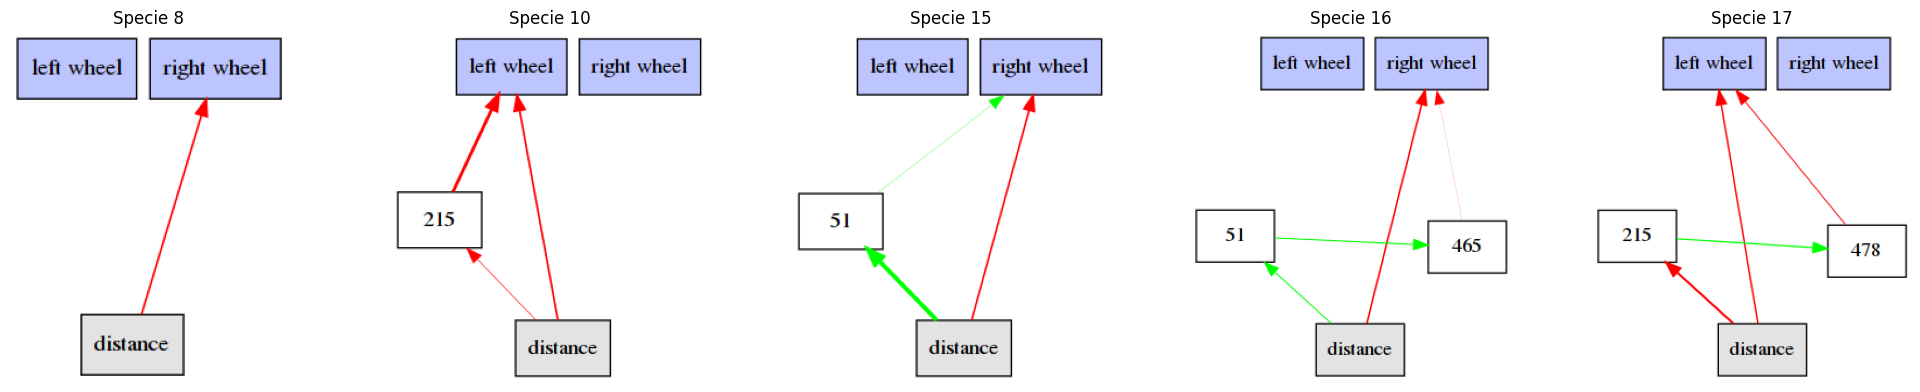 Specie 8
left wheel
right wheel
distance
Specie 10
left wheel
right wheel
215
distance
Specie 15
left wheel
right wheel
51
distance
Specie 16
left wheel
right wheel
51
465
distance
Specie 17
left wheel
right wheel
215
478
distance